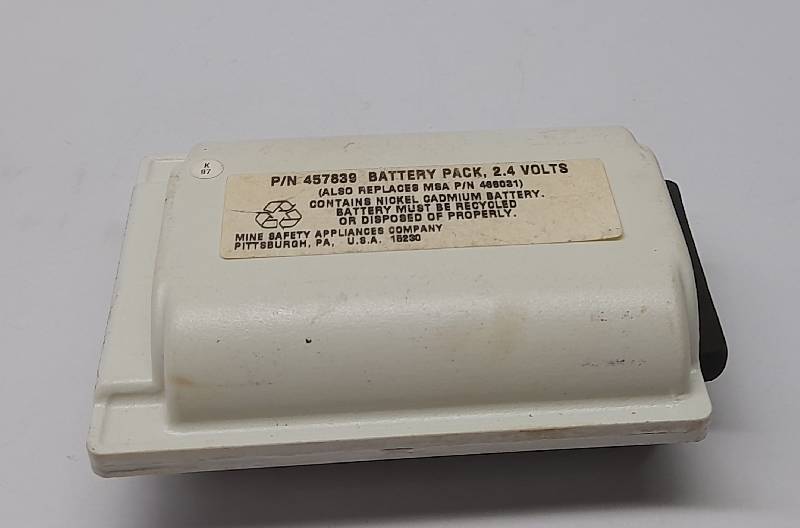 K
97
P/N 457839 BATTERY PACK, 2.4 VOLTS
(ALSO REPLACES MSA P/N 466031)
CONTAINS NICKEL CADMIUM BATTERY.
BATTERY MUST BE RECYCLED
OR DISPOSED OF PROPERLY.
MINE SAFETY APPLIANCES COMPANY
PITTSBURGH, PA, U.S.A. 15230